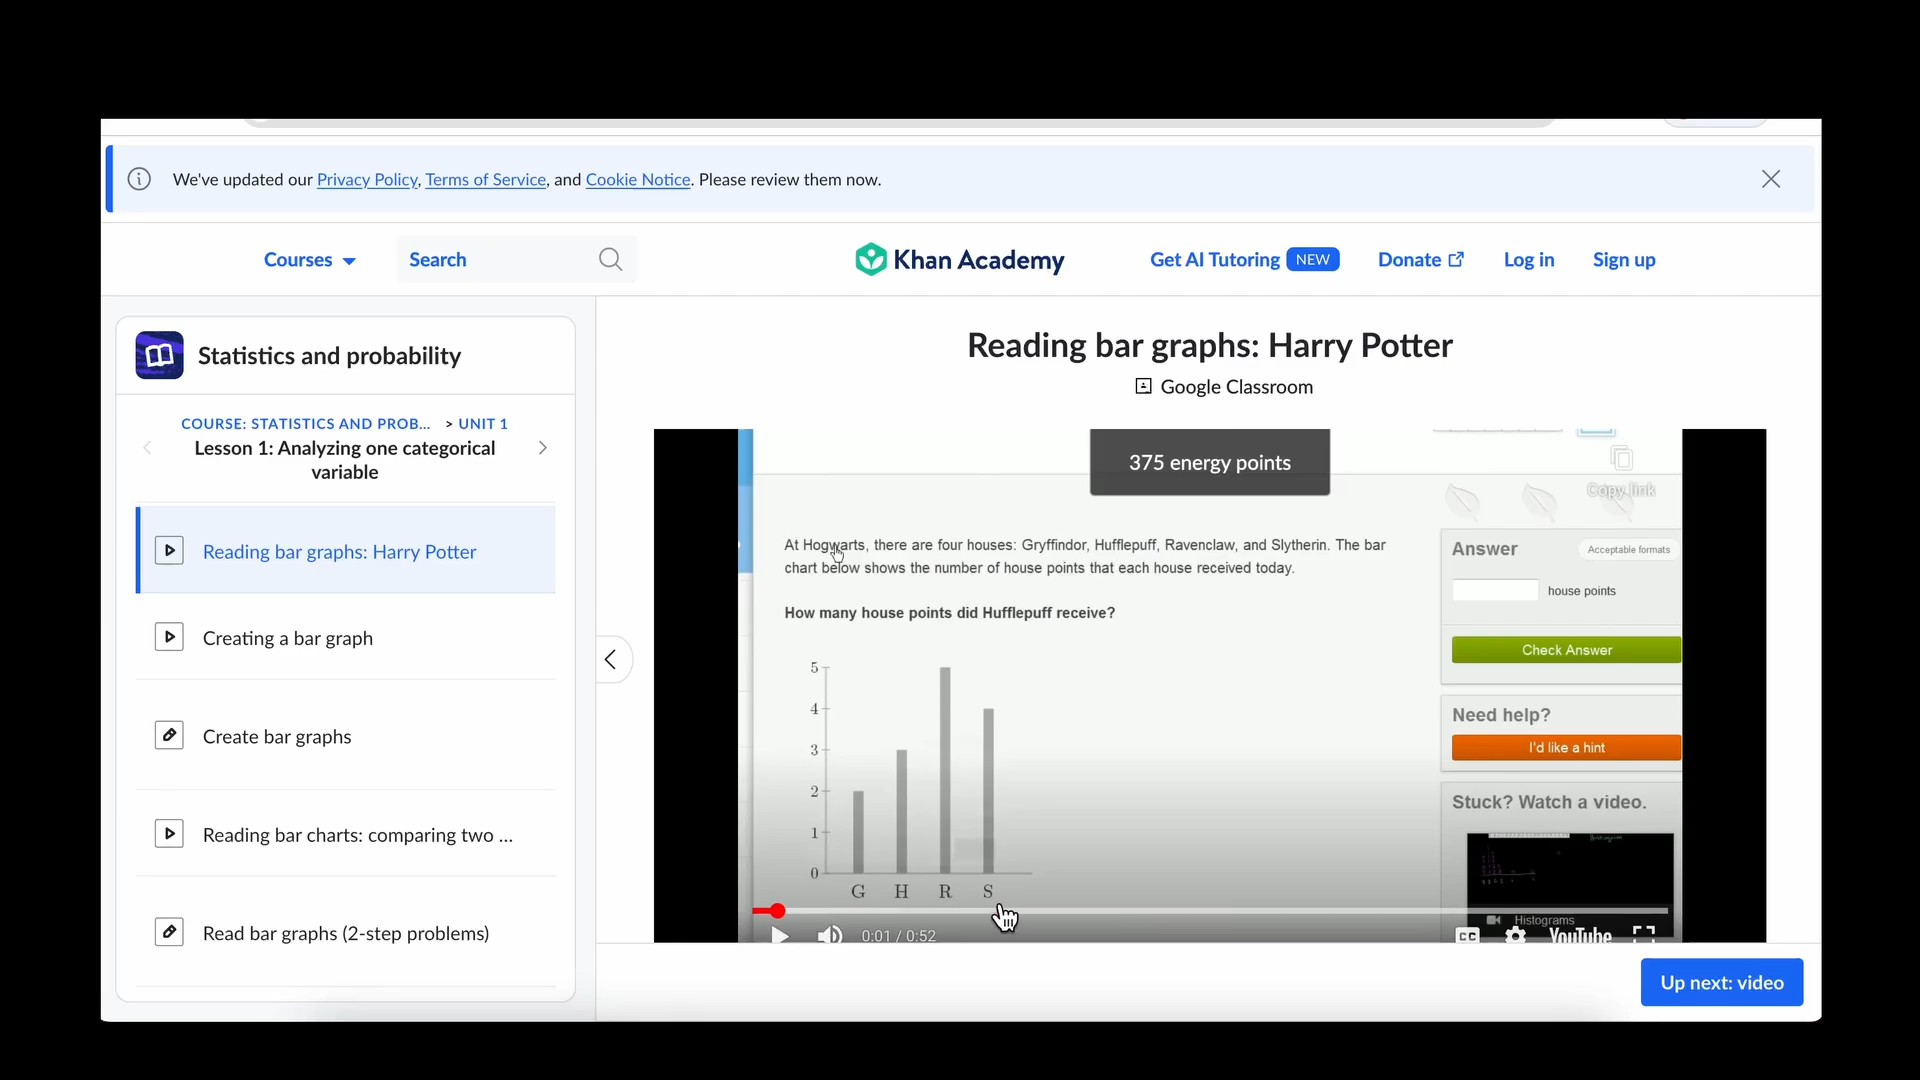 We've updated our Privacy Policy, Terms of Service, and Cookie Notice. Please review them now.
Courses
Search
Khan Academy
Get AI Tutoring NEW
Donate
Log in
Sign up
Statistics and probability
COURSE: STATISTICS AND PROB... > UNIT 1
Lesson 1: Analyzing one categorical
variable
Reading bar graphs: Harry Potter
Creating a bar graph
Create bar graphs
Reading bar charts: comparing two ...
Read bar graphs (2-step problems)
Reading bar graphs: Harry Potter
Google Classroom
375 energy points
Copy link
At Hogwarts, there are four houses: Gryffindor, Hufflepuff, Ravenclaw, and Slytherin. The bar
chart below shows the number of house points that each house received today.
How many house points did Hufflepuff receive?
5
4
3
2
1
0
G H R S
Answer
Acceptable formats
house points
Check Answer
Need help?
I'd like a hint
Stuck? Watch a video.
Histograms
0:01 / 0:52
CC
YouTube
Up next: video